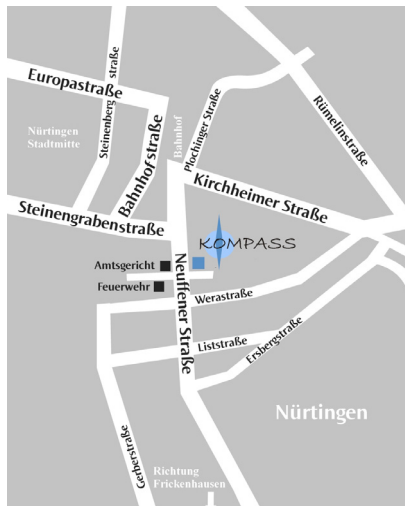 Europastraße
Steinenbergstraße
Nürtingen
Stadtmitte
Bahnhofstraße
Bahnhof
Plochinger Straße
Rümelinstraße
Kirchheimer Straße
Steinengrabenstraße
KOMPASS
Amtsgericht
Feuerwehr
Neuffener Straße
Werastraße
Liststraße
Ersbergstraße
Nürtingen
Gerberstraße
Richtung
Frickenhausen